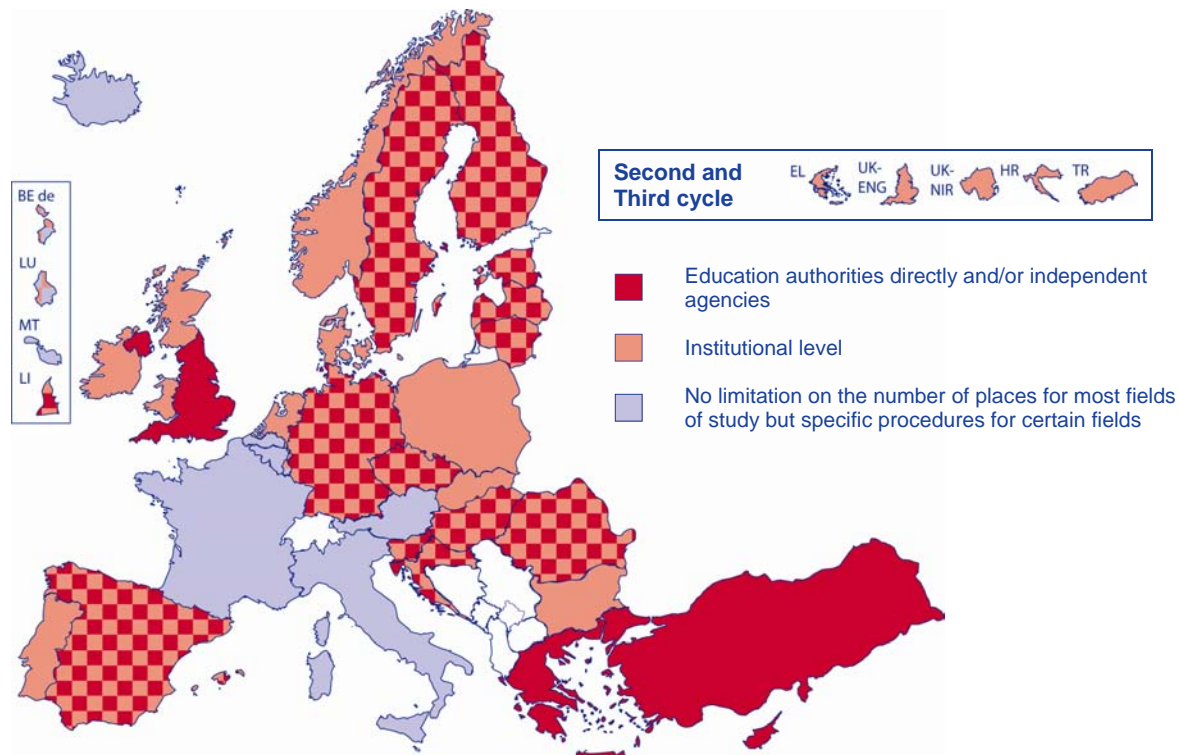 Second and
Third cycle
EL
UK-
ENG
UK-
NIR
HR
TR
BE de
LU
MT
LI
Education authorities directly and/or independent
agencies
Institutional level
No limitation on the number of places for most fields
of study but specific procedures for certain fields